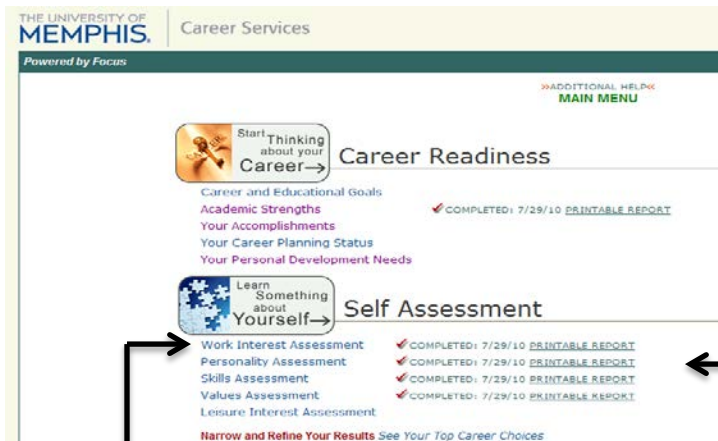 THE UNIVERSITY OF
MEMPHIS.
Career Services
Powered by Focus
»ADDITIONAL HELP«
MAIN MENU
Start Thinking
about your
Career→
Career Readiness
Career and Educational Goals
Academic Strengths ✓COMPLETED: 7/29/10 PRINTABLE REPORT
Your Accomplishments
Your Career Planning Status
Your Personal Development Needs
Learn
Something
about
Yourself→
Self Assessment
Work Interest Assessment ✓COMPLETED: 7/29/10 PRINTABLE REPORT
Personality Assessment ✓COMPLETED: 7/29/10 PRINTABLE REPORT
Skills Assessment ✓COMPLETED: 7/29/10 PRINTABLE REPORT
Values Assessment ✓COMPLETED: 7/29/10 PRINTABLE REPORT
Leisure Interest Assessment
Narrow and Refine Your Results See Your Top Career Choices